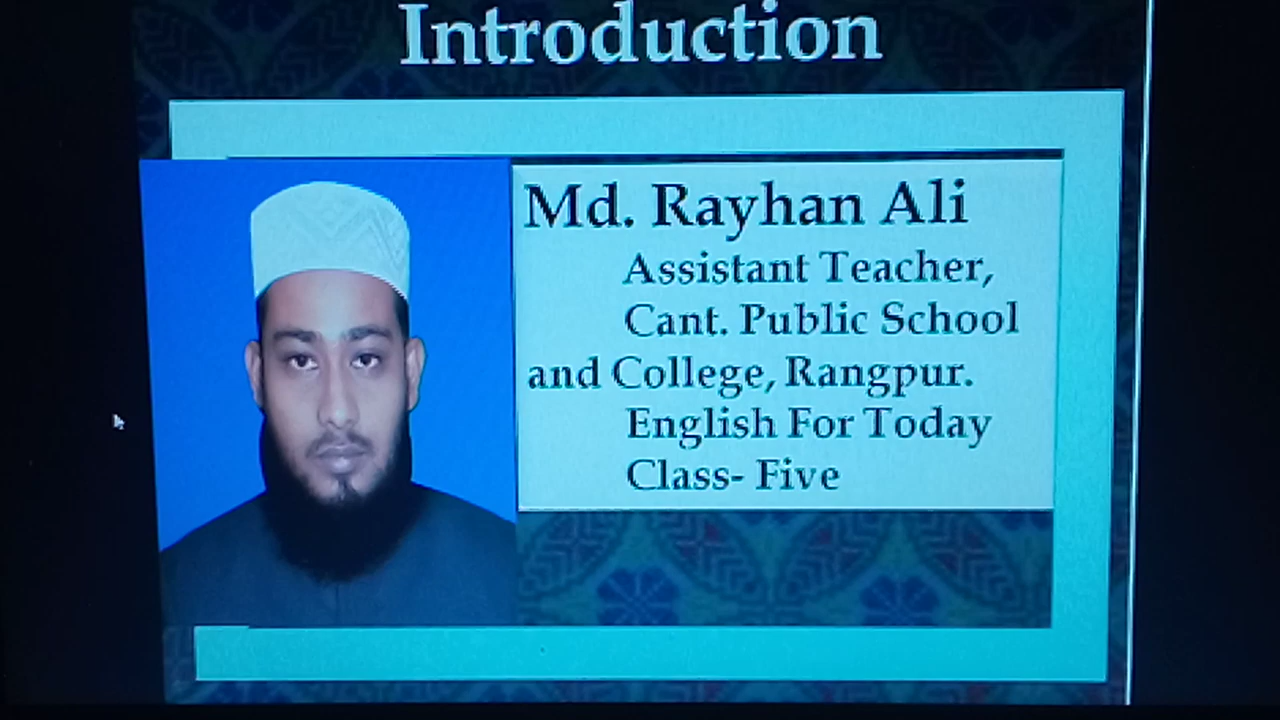 Introduction
Md. Rayhan Ali
Assistant Teacher,
Cant. Public School
and College, Rangpur.
English For Today
Class- Five